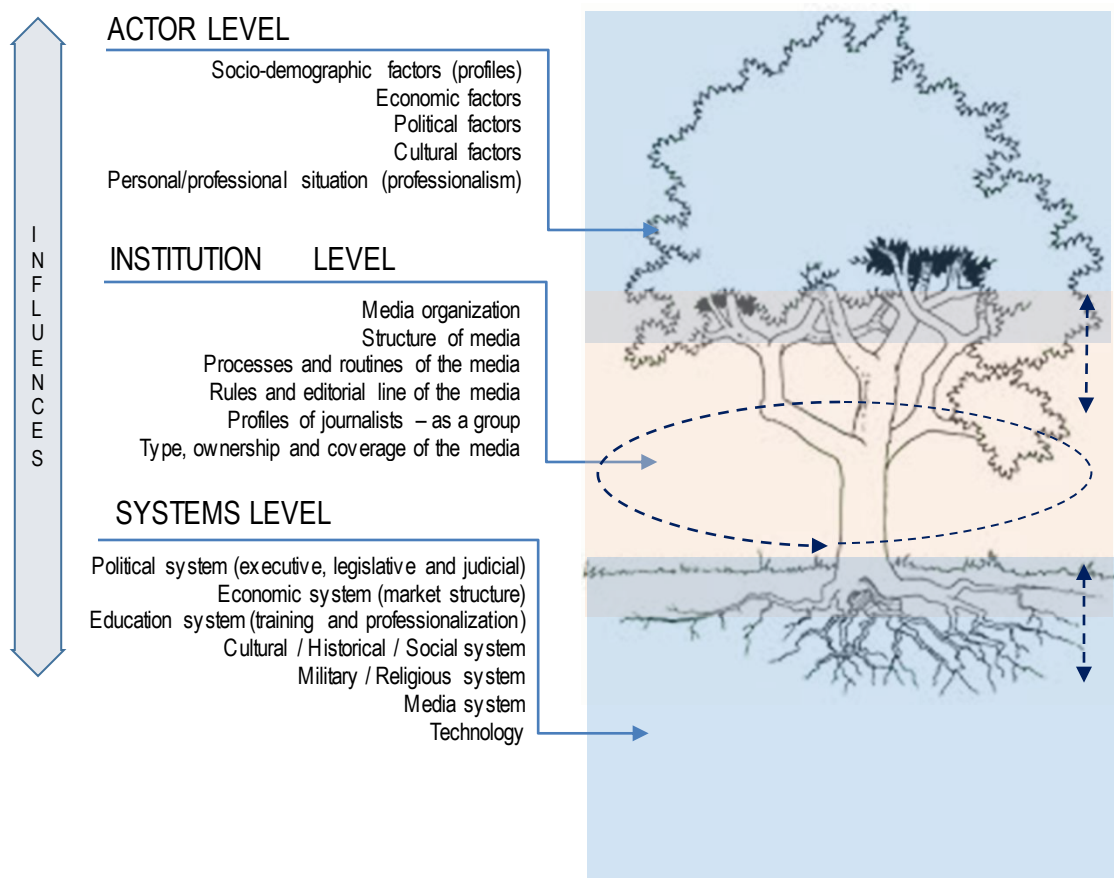 ACTOR LEVEL
Socio-demographic factors (profiles)
Economic factors
Political factors
Cultural factors
Personal/professional situation (professionalism)
INFLUENCES
INSTITUTION LEVEL
Media organization
Structure of media
Processes and routines of the media
Rules and editorial line of the media
Profiles of journalists – as a group
Type, ownership and coverage of the media
SYSTEMS LEVEL
Political system (executive, legislative and judicial)
Economic system (market structure)
Education system (training and professionalization)
Cultural / Historical / Social system
Military / Religious system
Media system
Technology